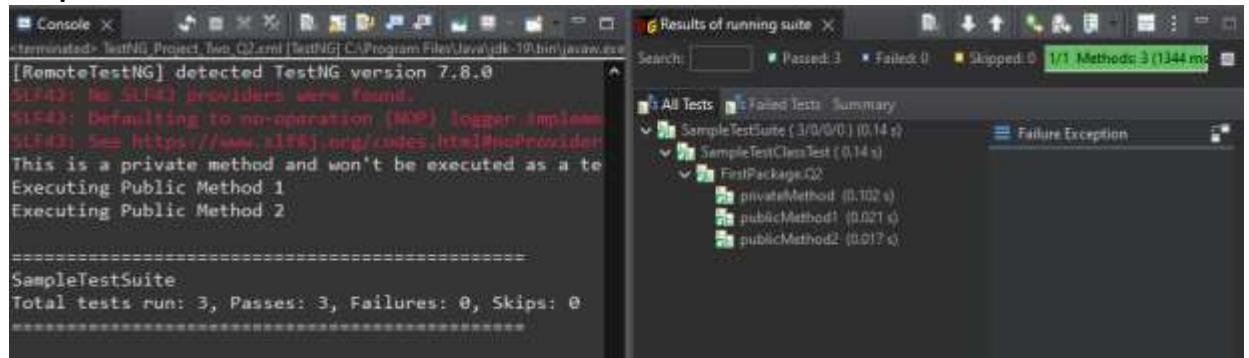 Console
<terminated> TestNG_Project_Two_Q2.xml [TestNG] C:\Program Files\Java\jdk-19\bin\javaw.exe
[RemoteTestNG] detected TestNG version 7.8.0
SLF4J: No SLF4J providers were found.
SLF4J: Defaulting to no-operation (NOP) logger impleme
SLF4J: See https://www.slf4j.org/codes.html#noProvider
This is a private method and won't be executed as a te
Executing Public Method 1
Executing Public Method 2
==============================================
SampleTestSuite
Total tests run: 3, Passes: 3, Failures: 0, Skips: 0
==============================================
Results of running suite
Search: Passed: 3 Failed: 0 Skipped: 0 1/1 Methods: 3 (1344 ms
All Tests Failed Tests Summary
SampleTestSuite ( 3/0/0/0 ) (0.14 s)
SampleTestClassTest ( 0.14 s)
FirstPackage.Q2
privateMethod (0.102 s)
publicMethod1 (0.021 s)
publicMethod2 (0.017 s)
Failure Exception